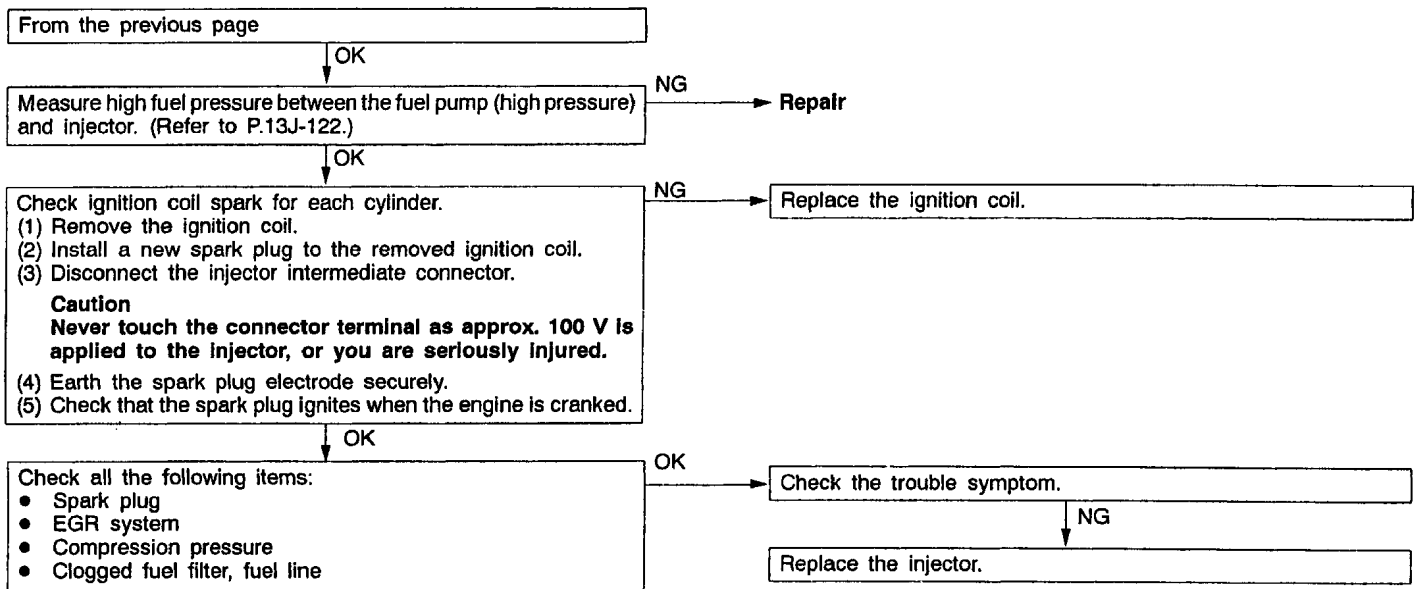 From the previous page
OK
Measure high fuel pressure between the fuel pump (high pressure)
and injector. (Refer to P.13J-122.)
NG
Repair
OK
Check ignition coil spark for each cylinder.
(1) Remove the ignition coil.
(2) Install a new spark plug to the removed ignition coil.
(3) Disconnect the injector intermediate connector.
Caution
Never touch the connector terminal as approx. 100 V is
applied to the injector, or you are seriously injured.
(4) Earth the spark plug electrode securely.
(5) Check that the spark plug ignites when the engine is cranked.
NG
Replace the ignition coil.
OK
Check all the following items:
● Spark plug
● EGR system
● Compression pressure
● Clogged fuel filter, fuel line
OK
Check the trouble symptom.
NG
Replace the injector.